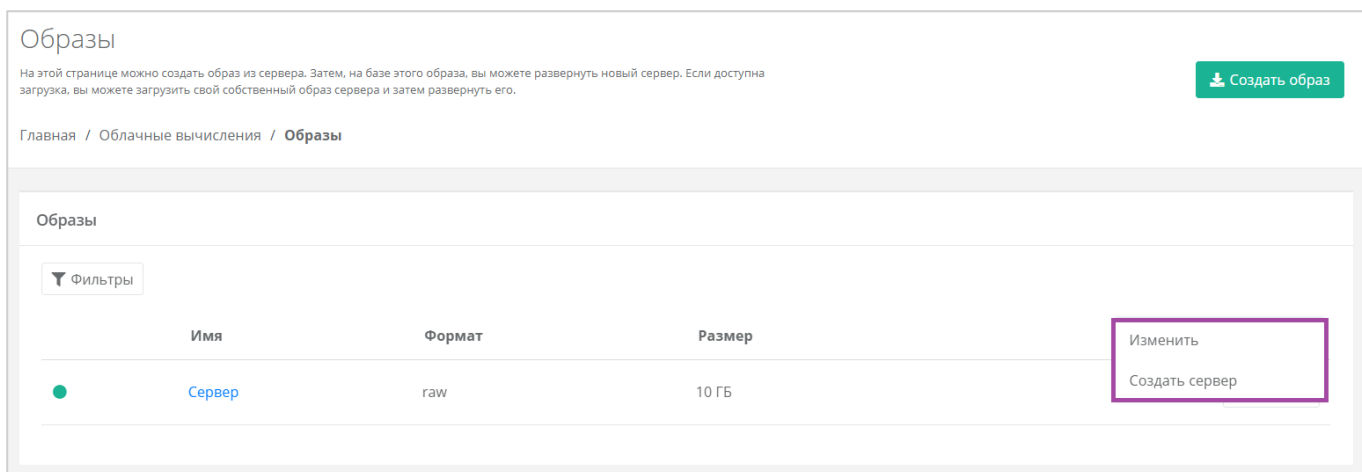 Образы
На этой странице можно создать образ из сервера. Затем, на базе этого образа, вы можете развернуть новый сервер. Если доступна
загрузка, вы можете загрузить свой собственный образ сервера и затем развернуть его.
Создать образ
Главная / Облачные вычисления / Образы
Образы
Фильтры
Имя Формат Размер
Изменить
Создать сервер
Сервер raw 10 ГБ